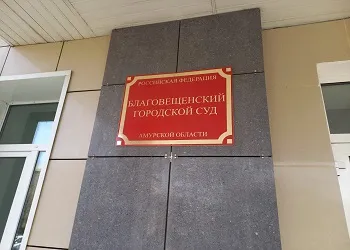 РОССИЙСКАЯ ФЕДЕРАЦИЯ
БЛАГОВЕЩЕНСКИЙ
ГОРОДСКОЙ СУД
АМУРСКОЙ ОБЛАСТИ